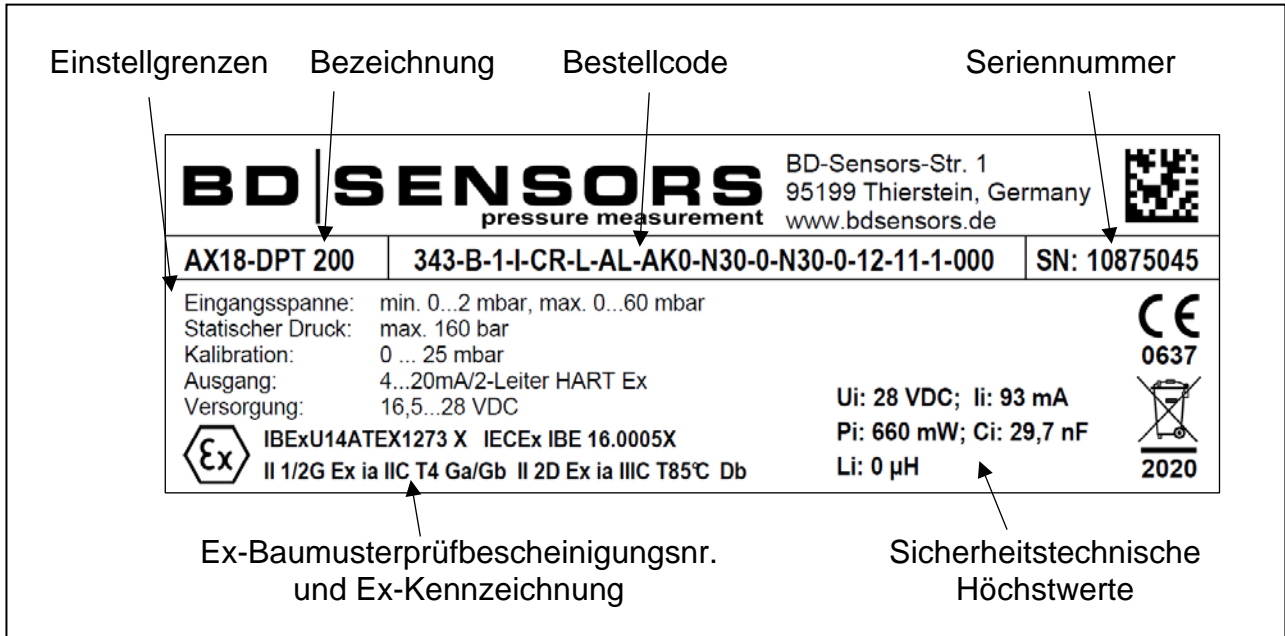 Einstellgrenzen Bezeichnung Bestellcode Seriennummer
BD|SENSORS
pressure measurement
BD-Sensors-Str. 1
95199 Thierstein, Germany
www.bdsensors.de
AX18-DPT 200 343-B-1-I-CR-L-AL-AK0-N30-0-N30-0-12-11-1-000 SN: 10875045
Eingangsspanne: min. 0...2 mbar, max. 0...60 mbar
Statischer Druck: max. 160 bar
Kalibration: 0 ... 25 mbar
Ausgang: 4...20mA/2-Leiter HART Ex
Versorgung: 16,5...28 VDC
CE
0637
Ex
IBExU14ATEX1273 X IECEx IBE 16.0005X
II 1/2G Ex ia IIC T4 Ga/Gb II 2D Ex ia IIIC T85℃ Db
Ui: 28 VDC; Ii: 93 mA
Pi: 660 mW; Ci: 29,7 nF
Li: 0 µH
2020
Ex-Baumusterprüfbescheinigungsnr.
und Ex-Kennzeichnung
Sicherheitstechnische
Höchstwerte